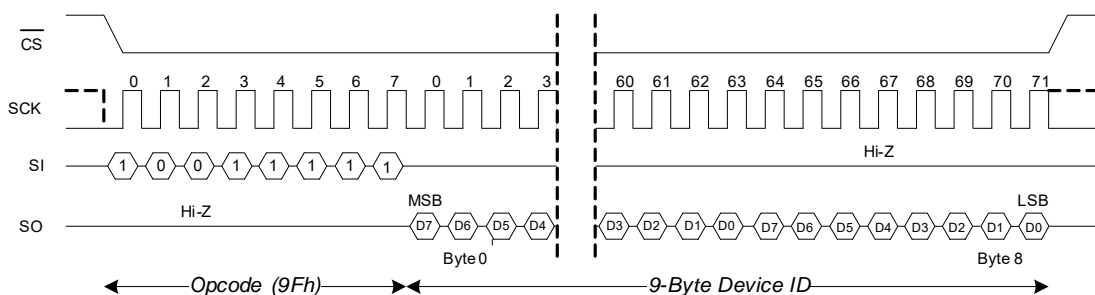 CS
0 1 2 3 4 5 6 7 0 1 2 3 60 61 62 63 64 65 66 67 68 69 70 71
SCK
Hi-Z
SI 1 0 0 1 1 1 1 1
Hi-Z MSB LSB
SO D7 D6 D5 D4 D3 D2 D1 D0 D7 D6 D5 D4 D3 D2 D1 D0
Byte 0 Byte 8
Opcode (9Fh) 9-Byte Device ID